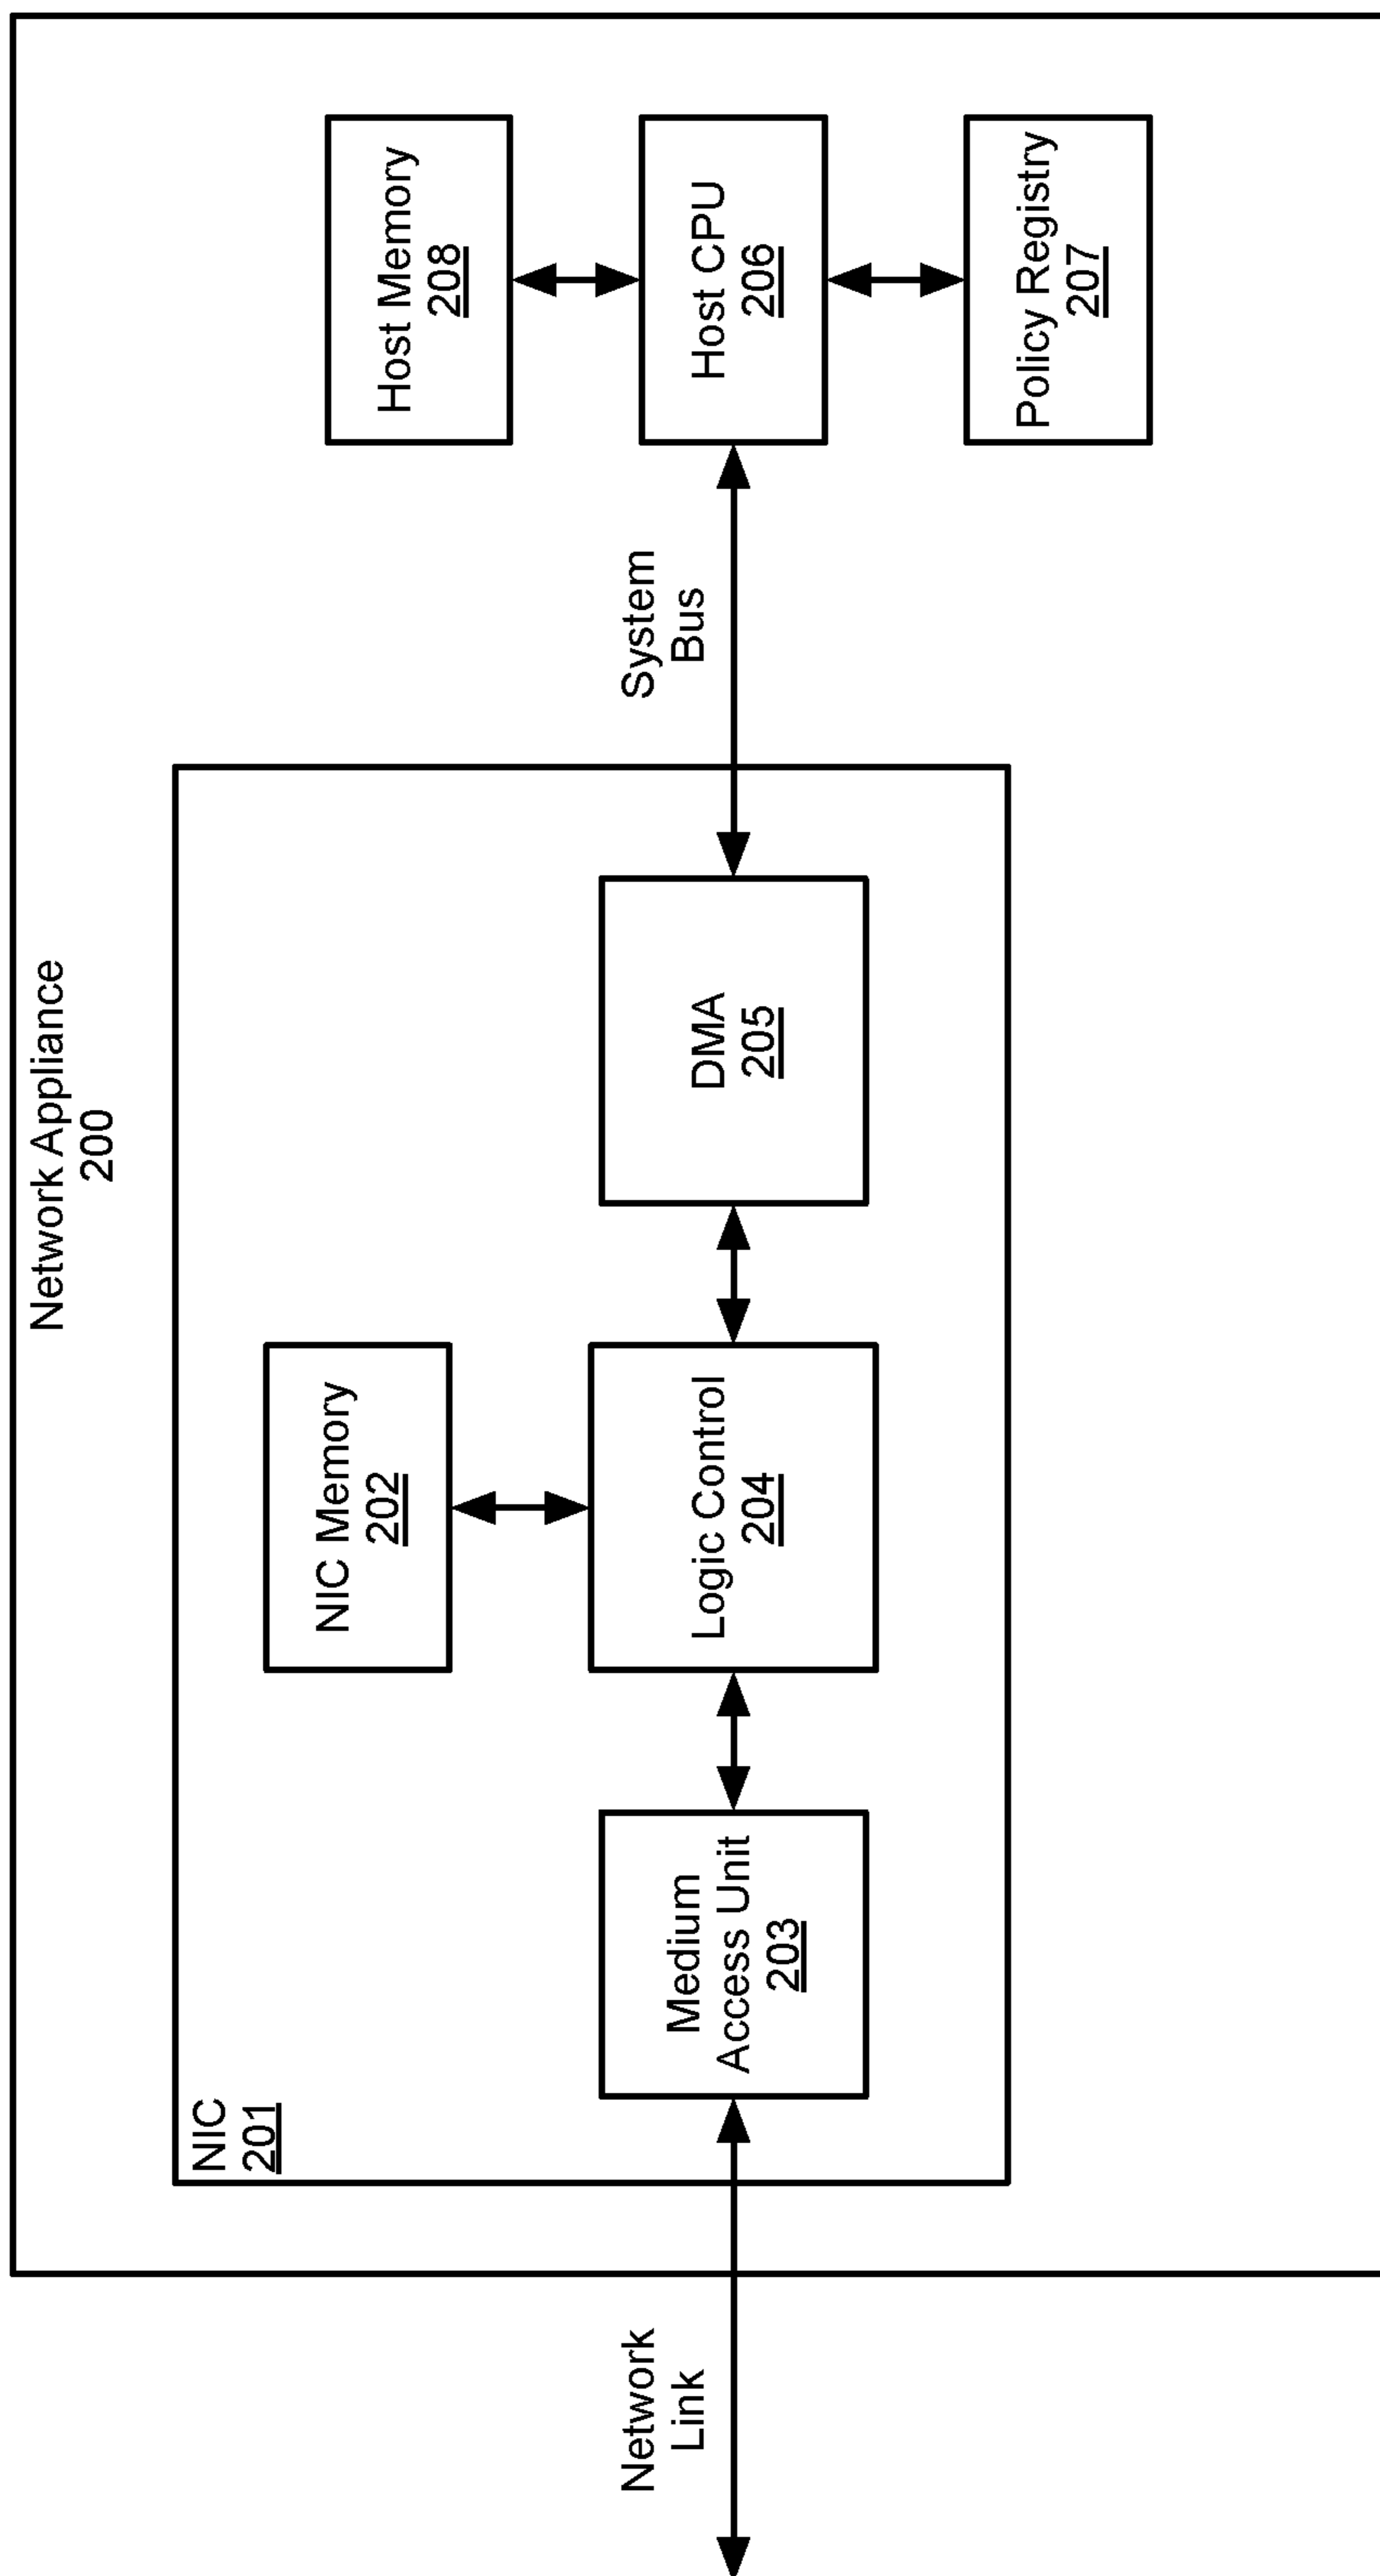 Network Appliance
200
NIC
201
NIC Memory
202
Host Memory
208
Network
Link
Medium
Access Unit
203
Logic Control
204
DMA
205
System
Bus
Host CPU
206
Policy Registry
207